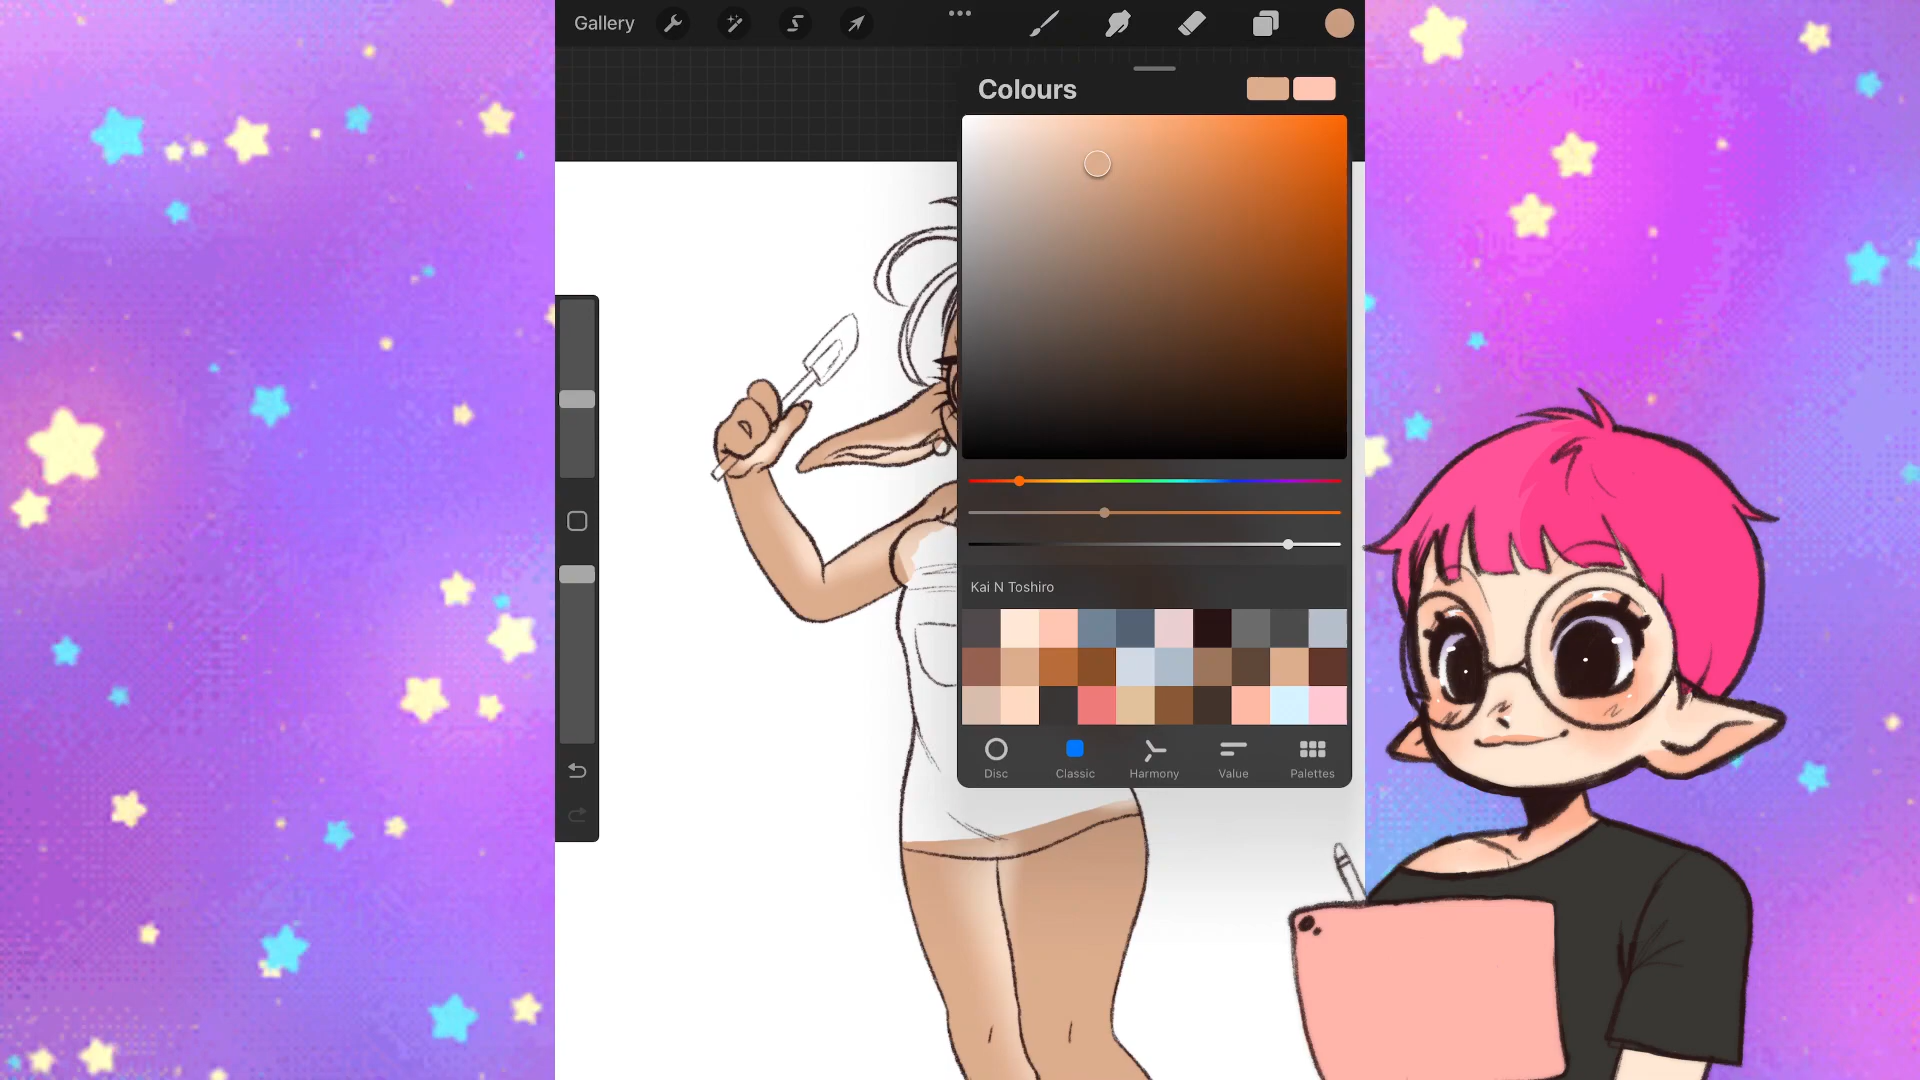 Gallery
Colours
Kai N Toshiro
Disc
Classic
Harmony
Value
Palettes